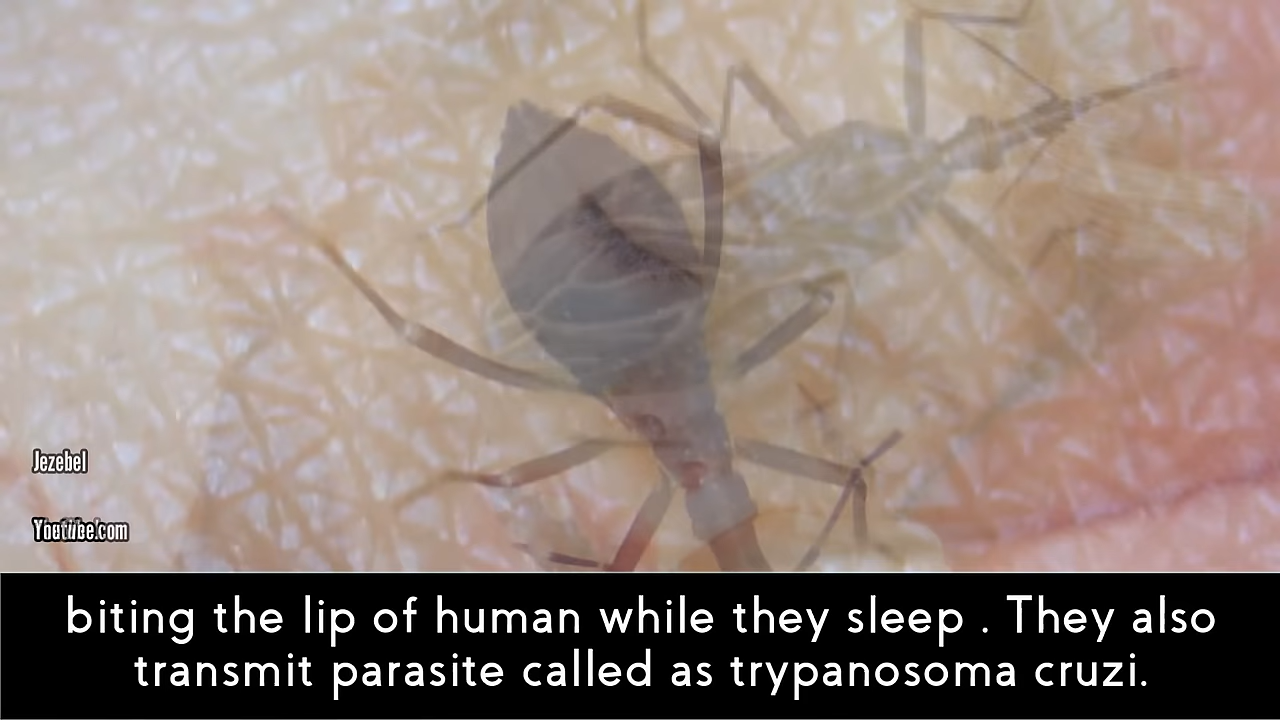 Jezebel
Youtube.com
biting the lip of human while they sleep . They also
transmit parasite called as trypanosoma cruzi.